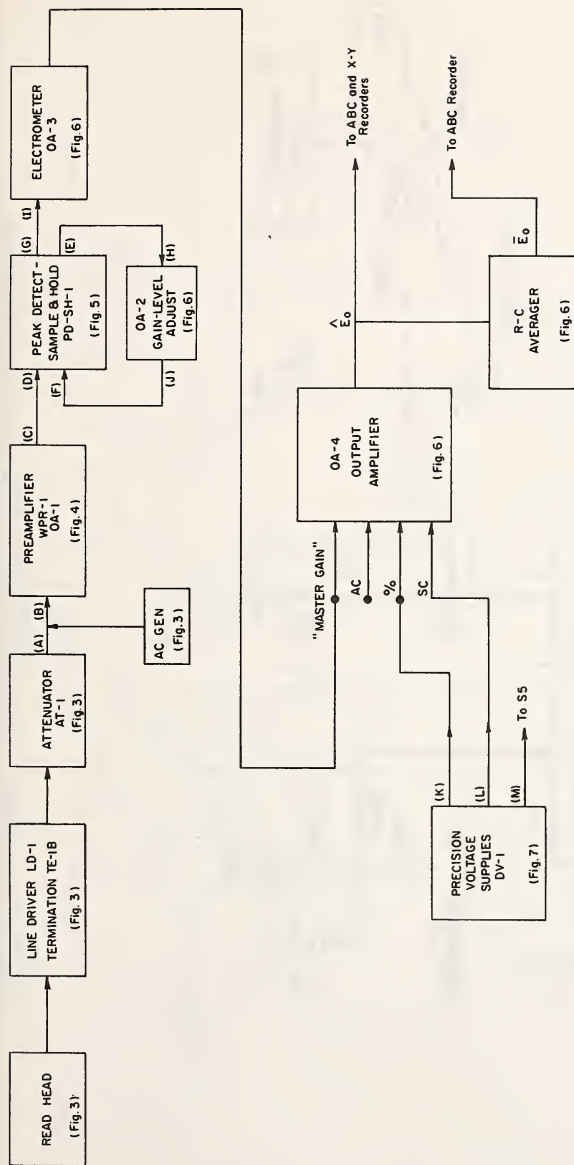 READ HEAD
(Fig. 3)
LINE DRIVER LD-1
TERMINATION TE-1B
(Fig. 3)
ATTENUATOR
AT-1
(Fig. 3)
(A)
(B)
AC GEN
(Fig. 3)
PREAMPLIFIER
WPR-1
OA-1
(Fig. 4)
(C)
(D)
(F)
PEAK DETECT-
SAMPLE & HOLD
PD-SH-1
(Fig. 5)
(G)
(E)
(I)
(H)
(J)
OA-2
GAIN-LEVEL
ADJUST
(Fig. 6)
ELECTROMETER
OA-3
(Fig. 6)
"MASTER GAIN"
AC
%
SC
OA-4
OUTPUT
AMPLIFIER
(Fig. 6)
Ê₀
To ABC and X-Y
Recorders
R-C
AVERAGER
(Fig. 6)
Ē₀
To ABC Recorder
PRECISION
VOLTAGE
SUPPLIES
DV-1
(Fig. 7)
(K)
(L)
(M)
To S5